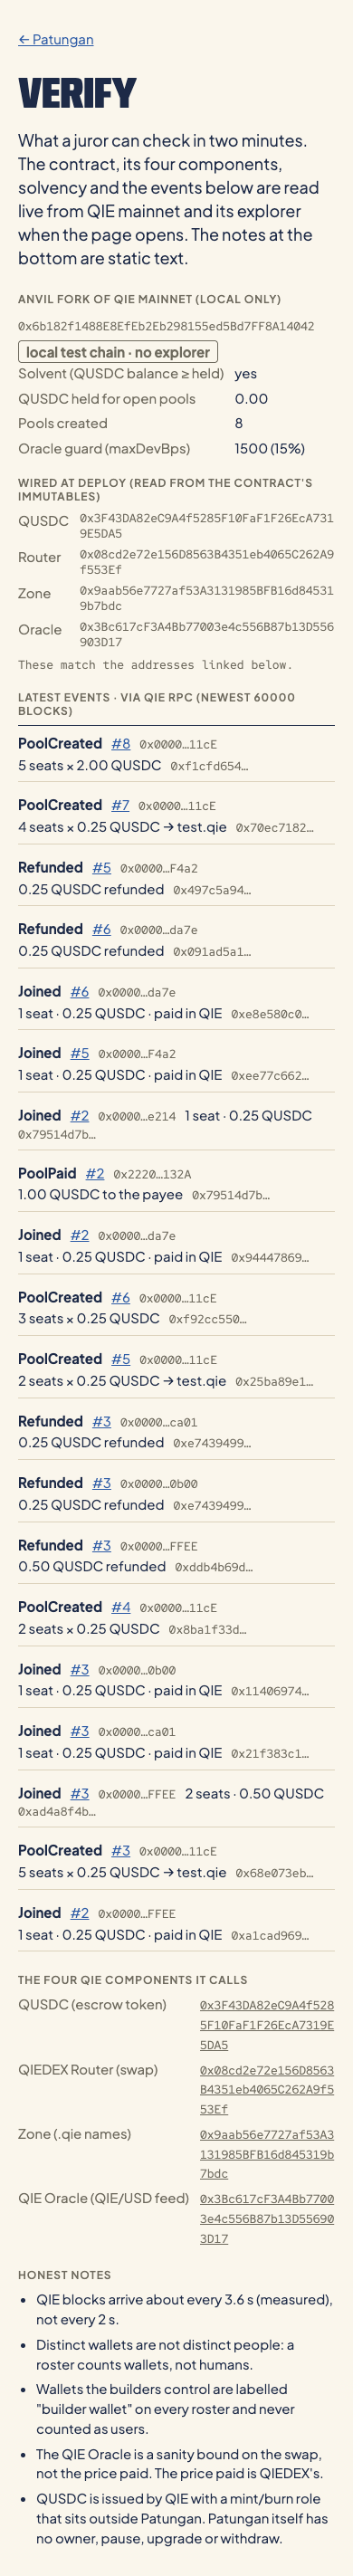 ← Patungan
VERIFY
What a juror can check in two minutes.
The contract, its four components,
solvency and the events below are read
live from QIE mainnet and its explorer
when the page opens. The notes at the
bottom are static text.
ANVIL FORK OF QIE MAINNET (LOCAL ONLY)
0x6b182f1488E8EfEb2Eb298155ed5Bd7FF8A14042
local test chain · no explorer
Solvent (QUSDC balance ≥ held) yes
QUSDC held for open pools 0.00
Pools created 8
Oracle guard (maxDevBps) 1500 (15%)
WIRED AT DEPLOY (READ FROM THE CONTRACT'S
IMMUTABLES)
QUSDC 0x3F43DA82eC9A4f5285F10FaF1F26EcA731
9E5DA5
Router 0x08cd2e72e156D8563B4351eb4065C262A9
f553Ef
Zone 0x9aab56e7727af53A3131985BFB16d84531
9b7bdc
Oracle 0x3Bc617cF3A4Bb77003e4c556B87b13D556
903D17
These match the addresses linked below.
LATEST EVENTS · VIA QIE RPC (NEWEST 60000
BLOCKS)
PoolCreated #8 0x0000…11cE
5 seats × 2.00 QUSDC 0xf1cfd654…
PoolCreated #7 0x0000…11cE
4 seats × 0.25 QUSDC → test.qie 0x70ec7182…
Refunded #5 0x0000…F4a2
0.25 QUSDC refunded 0x497c5a94…
Refunded #6 0x0000…da7e
0.25 QUSDC refunded 0x091ad5a1…
Joined #6 0x0000…da7e
1 seat · 0.25 QUSDC · paid in QIE 0xe8e580c0…
Joined #5 0x0000…F4a2
1 seat · 0.25 QUSDC · paid in QIE 0xee77c662…
Joined #2 0x0000…e214 1 seat · 0.25 QUSDC
0x79514d7b…
PoolPaid #2 0x2220…132A
1.00 QUSDC to the payee 0x79514d7b…
Joined #2 0x0000…da7e
1 seat · 0.25 QUSDC · paid in QIE 0x94447869…
PoolCreated #6 0x0000…11cE
3 seats × 0.25 QUSDC 0xf92cc550…
PoolCreated #5 0x0000…11cE
2 seats × 0.25 QUSDC → test.qie 0x25ba89e1…
Refunded #3 0x0000…ca01
0.25 QUSDC refunded 0xe7439499…
Refunded #3 0x0000…0b00
0.25 QUSDC refunded 0xe7439499…
Refunded #3 0x0000…FFEE
0.50 QUSDC refunded 0xddb4b69d…
PoolCreated #4 0x0000…11cE
2 seats × 0.25 QUSDC 0x8ba1f33d…
Joined #3 0x0000…0b00
1 seat · 0.25 QUSDC · paid in QIE 0x11406974…
Joined #3 0x0000…ca01
1 seat · 0.25 QUSDC · paid in QIE 0x21f383c1…
Joined #3 0x0000…FFEE 2 seats · 0.50 QUSDC
0xad4a8f4b…
PoolCreated #3 0x0000…11cE
5 seats × 0.25 QUSDC → test.qie 0x68e073eb…
Joined #2 0x0000…FFEE
1 seat · 0.25 QUSDC · paid in QIE 0xa1cad969…
THE FOUR QIE COMPONENTS IT CALLS
QUSDC (escrow token) 0x3F43DA82eC9A4f528
5F10FaF1F26EcA7319E
5DA5
QIEDEX Router (swap) 0x08cd2e72e156D8563
B4351eb4065C262A9f5
53Ef
Zone (.qie names) 0x9aab56e7727af53A3
131985BFB16d845319b
7bdc
QIE Oracle (QIE/USD feed) 0x3Bc617cF3A4Bb7700
3e4c556B87b13D55690
3D17
HONEST NOTES
• QIE blocks arrive about every 3.6 s (measured),
not every 2 s.
• Distinct wallets are not distinct people: a
roster counts wallets, not humans.
• Wallets the builders control are labelled
"builder wallet" on every roster and never
counted as users.
• The QIE Oracle is a sanity bound on the swap,
not the price paid. The price paid is QIEDEX's.
• QUSDC is issued by QIE with a mint/burn role
that sits outside Patungan. Patungan itself has
no owner, pause, upgrade or withdraw.